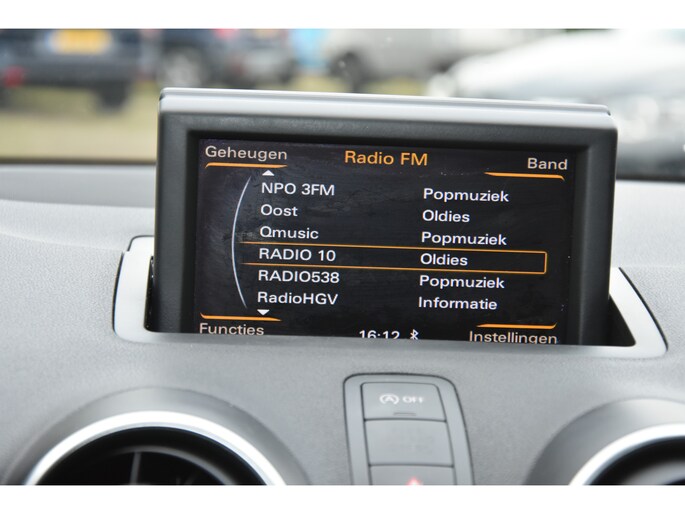 Geheugen Radio FM Band
NPO 3FM Popmuziek
Oost Oldies
Qmusic Popmuziek
RADIO 10 Oldies
RADIO538 Popmuziek
RadioHGV Informatie
Functies 16:12 Instellingen
A OFF